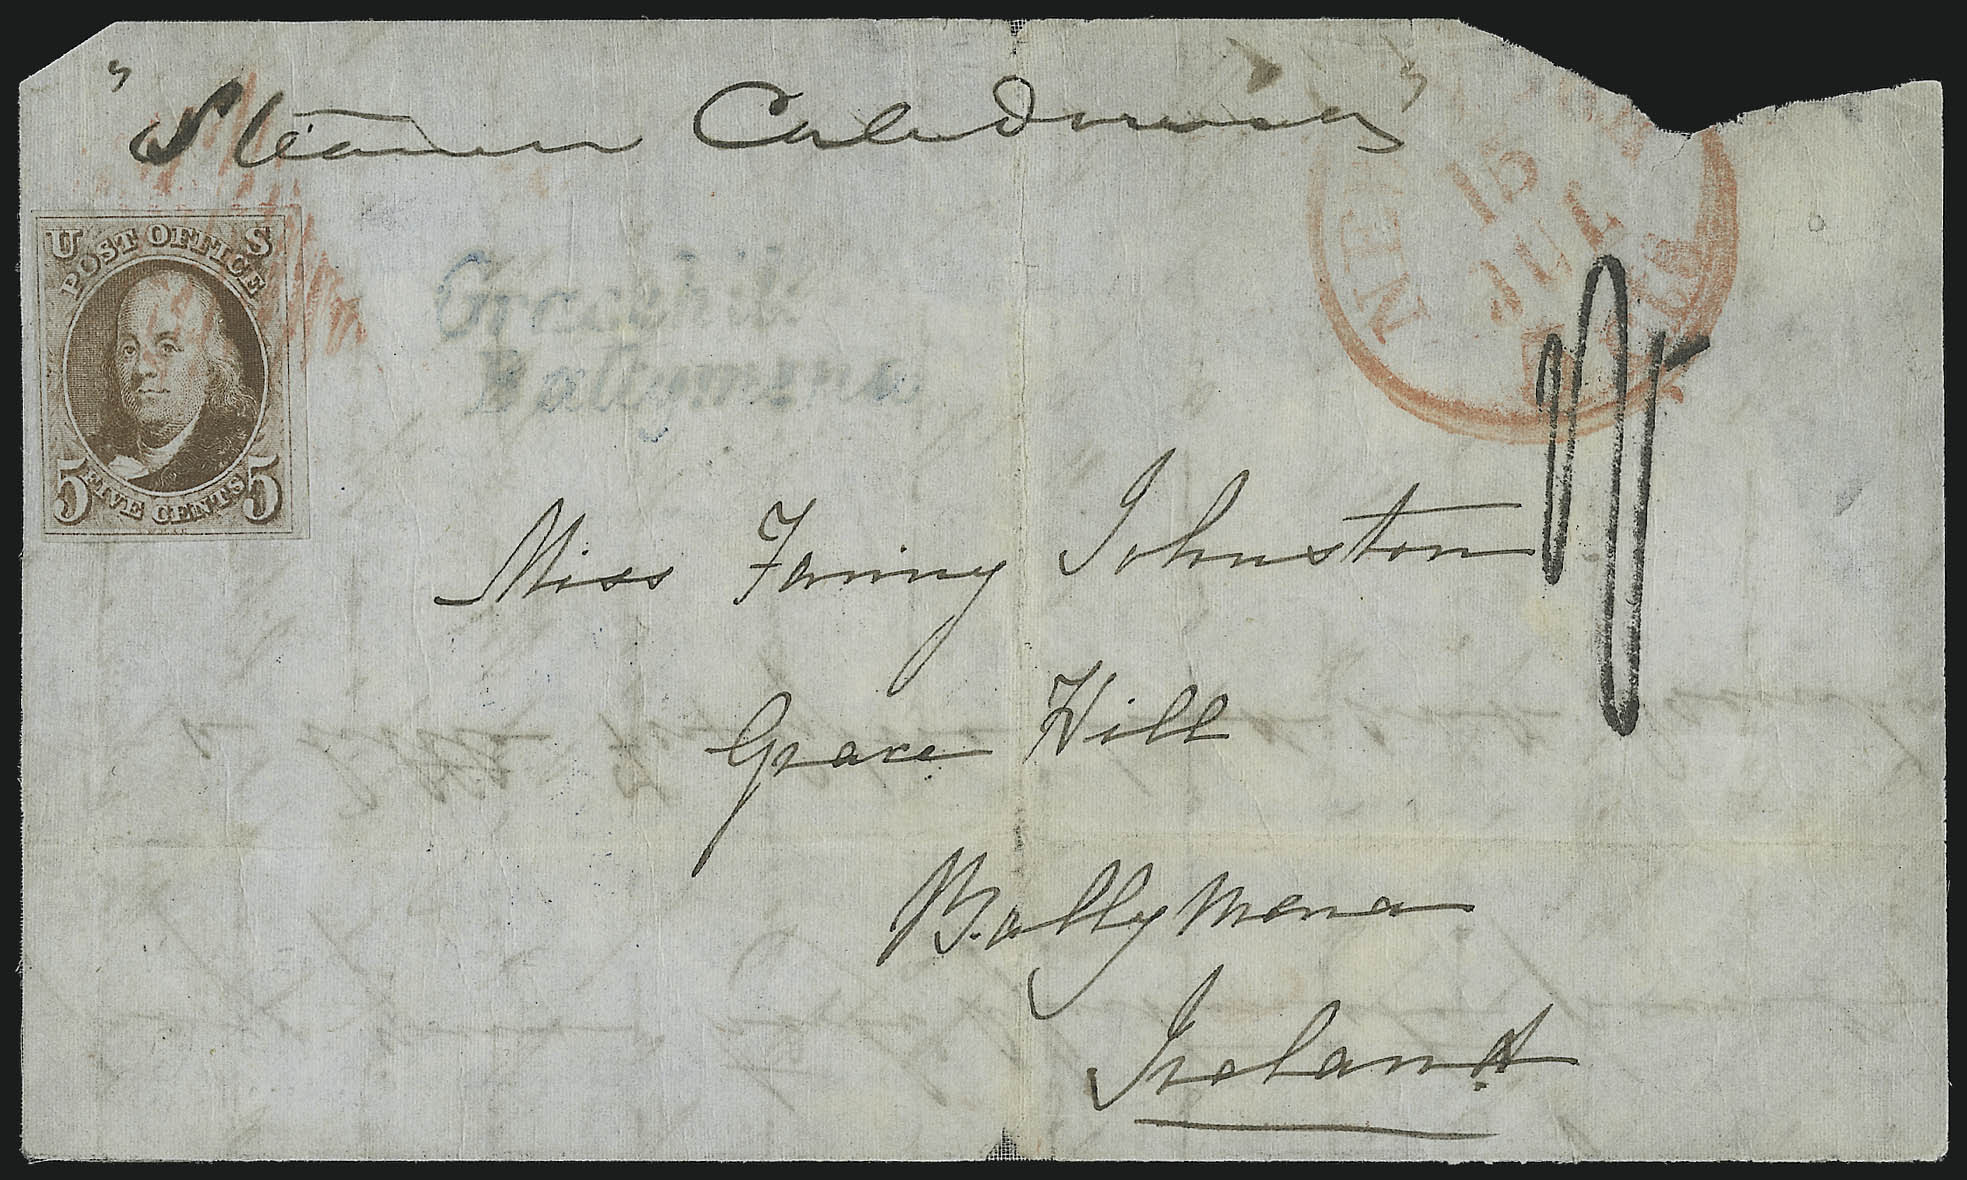 "Steamer Caledonia"
U S
POST OFFICE
5 FIVE CENTS 5
NEW YORK
16
JUL
Gracehill
Ballymena
Miss Fanny Johnston
Grace Hill
BallyMena
Ireland